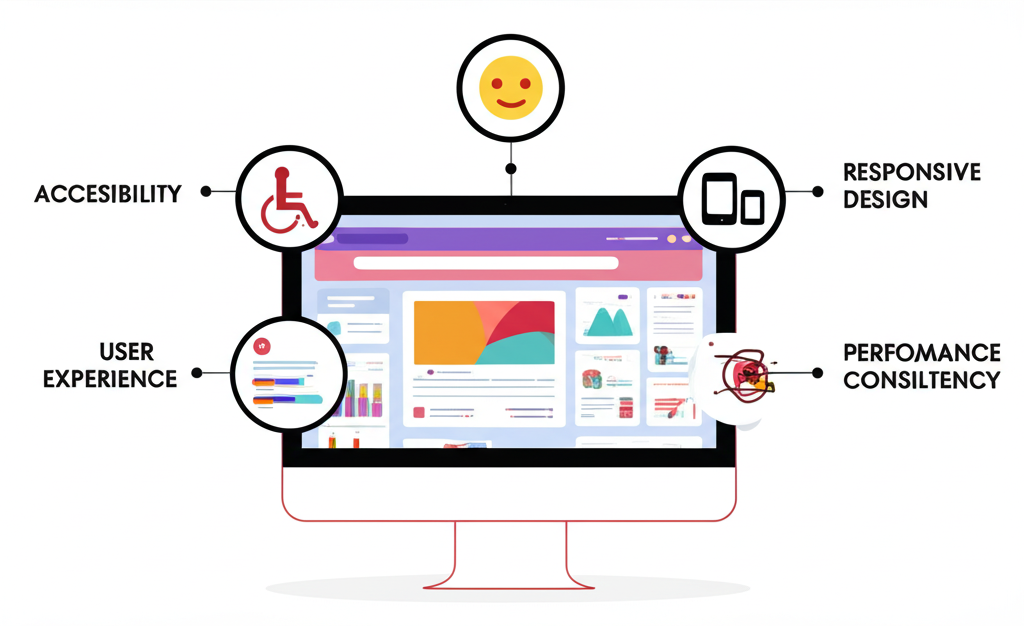 ACCESIBILITY
RESPONSIVE
DESIGN
USER
EXPERIENCE
PERFOMANCE
CONSILTENCY